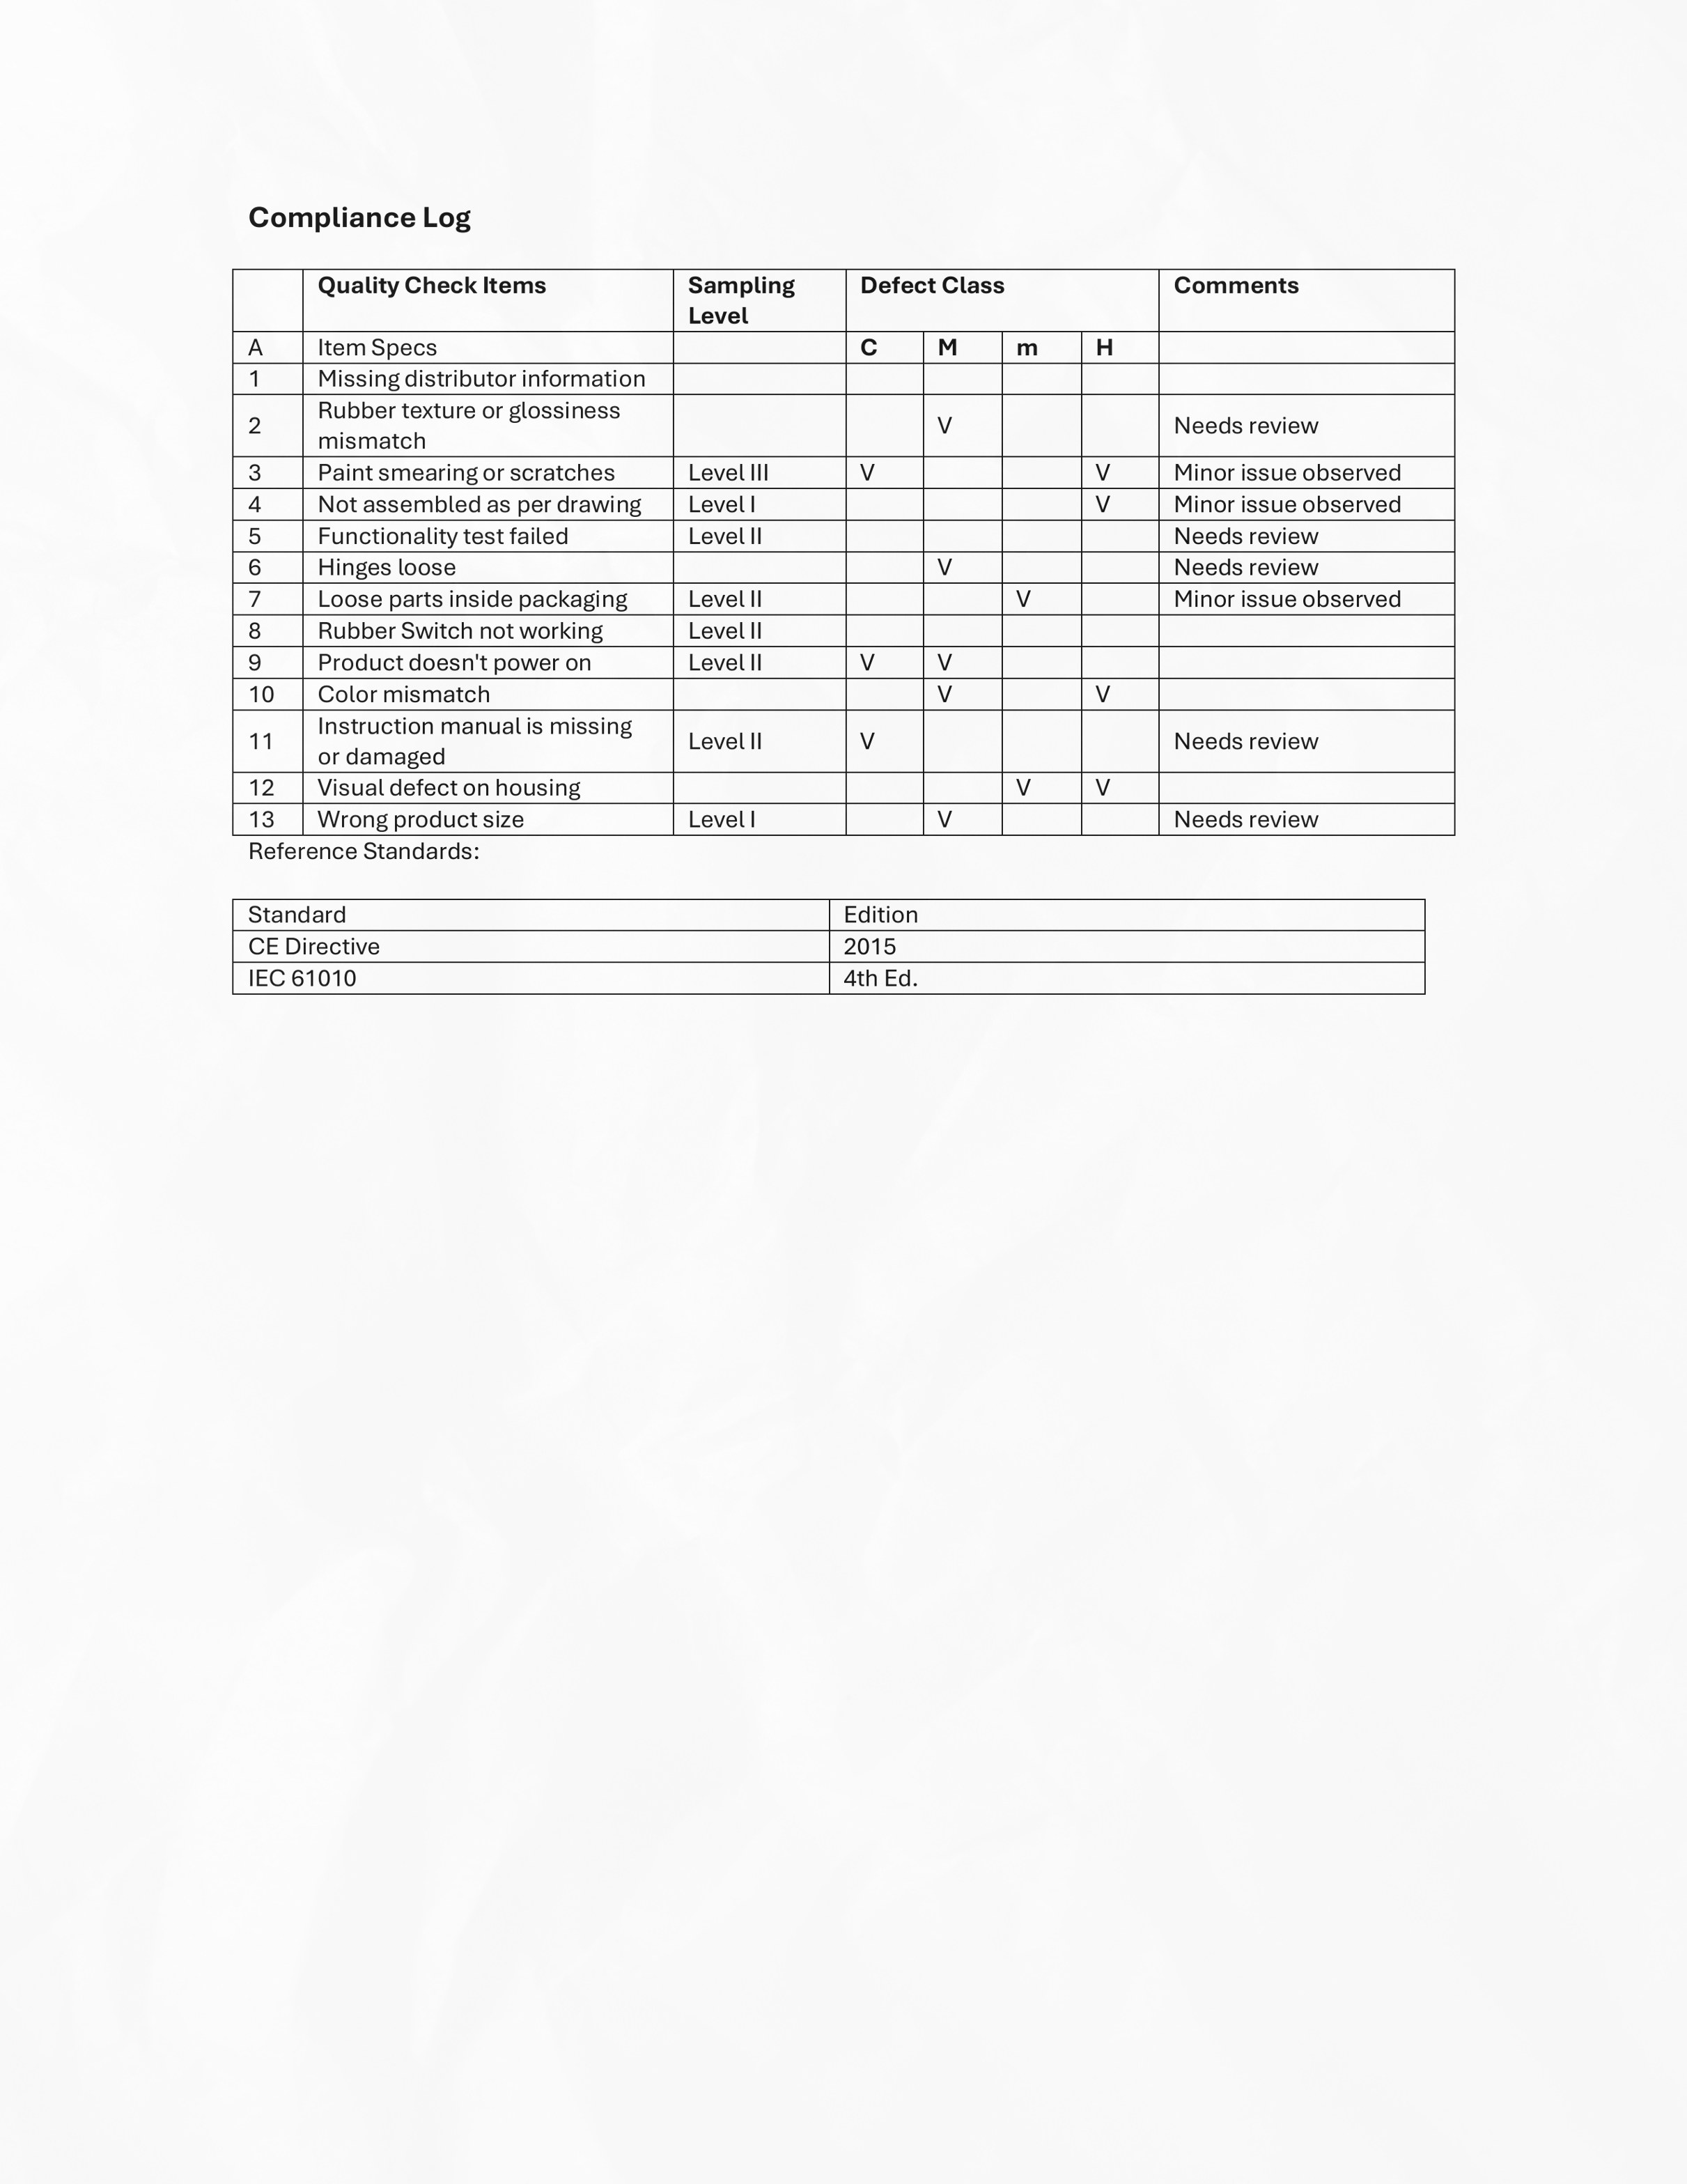 Compliance Log
Quality Check Items Sampling Level Defect Class Comments
A Item Specs C M m H
1 Missing distributor information
2 Rubber texture or glossiness mismatch V Needs review
3 Paint smearing or scratches Level III V V Minor issue observed
4 Not assembled as per drawing Level I V Minor issue observed
5 Functionality test failed Level II Needs review
6 Hinges loose V Needs review
7 Loose parts inside packaging Level II V Minor issue observed
8 Rubber Switch not working Level II
9 Product doesn't power on Level II V V
10 Color mismatch V V
11 Instruction manual is missing or damaged Level II V Needs review
12 Visual defect on housing V V
13 Wrong product size Level I V Needs review
Reference Standards:
Standard Edition
CE Directive 2015
IEC 61010 4th Ed.